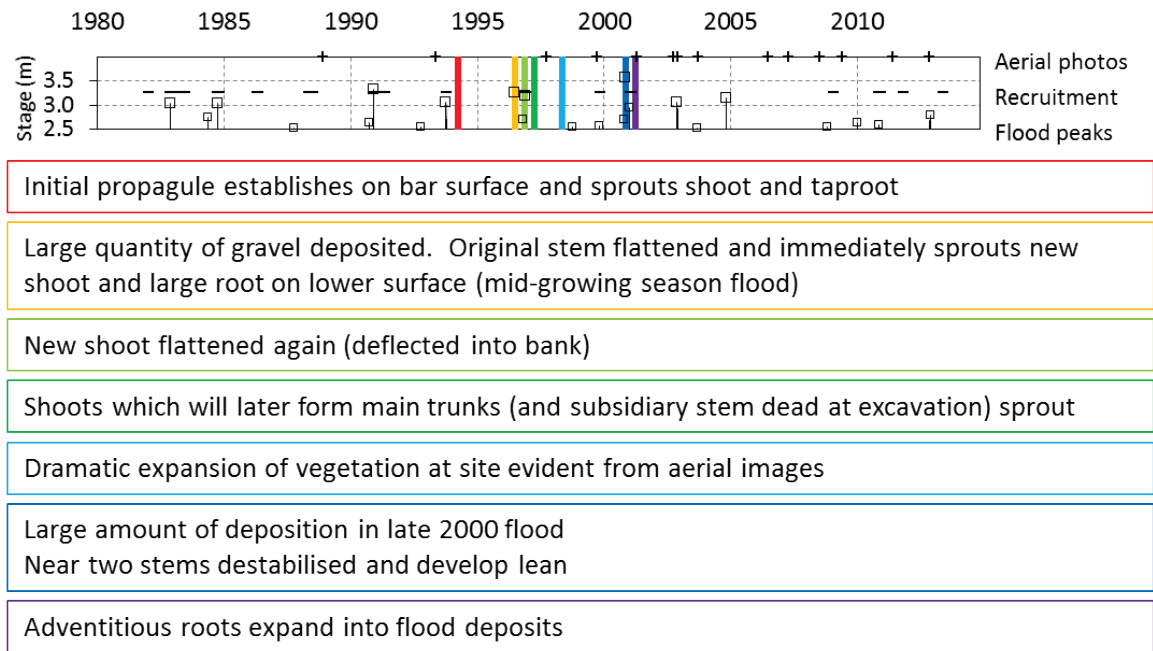 1980 1985 1990 1995 2000 2005 2010
Stage (m)
3.5
3.0
2.5
Aerial photos
Recruitment
Flood peaks
Initial propagule establishes on bar surface and sprouts shoot and taproot
Large quantity of gravel deposited. Original stem flattened and immediately sprouts new
shoot and large root on lower surface (mid-growing season flood)
New shoot flattened again (deflected into bank)
Shoots which will later form main trunks (and subsidiary stem dead at excavation) sprout
Dramatic expansion of vegetation at site evident from aerial images
Large amount of deposition in late 2000 flood
Near two stems destabilised and develop lean
Adventitious roots expand into flood deposits